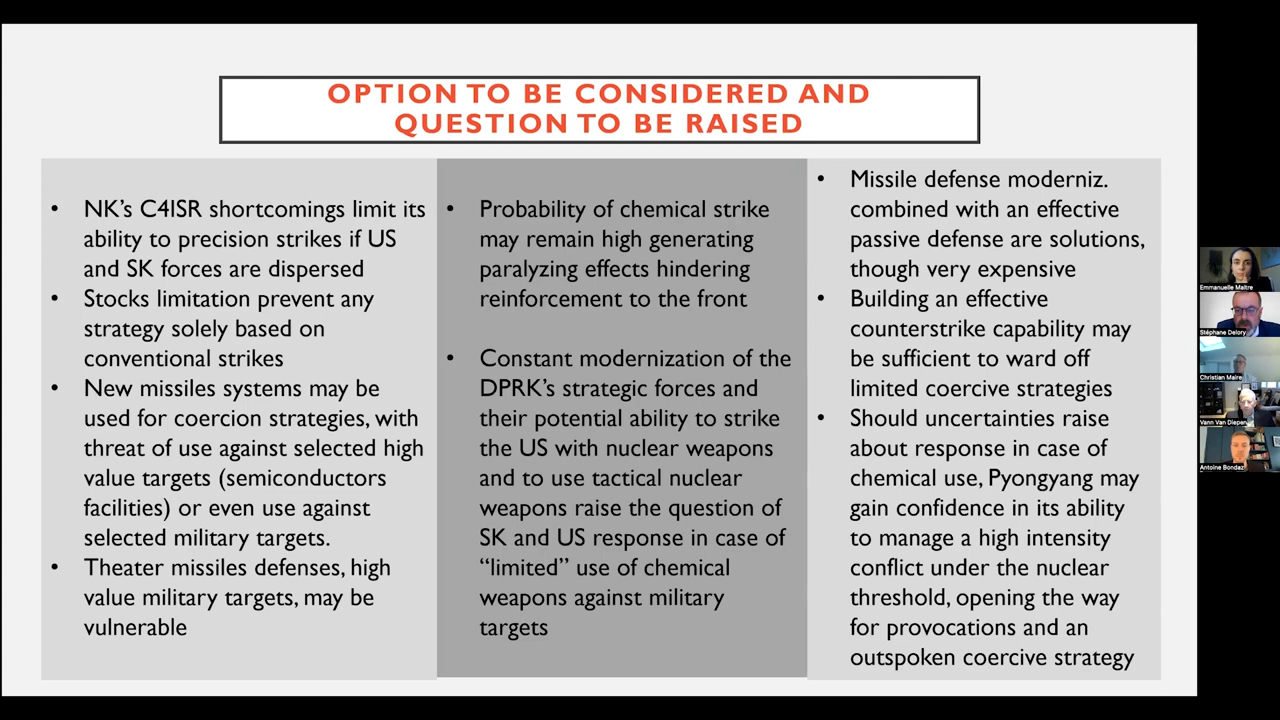 OPTION TO BE CONSIDERED AND
QUESTION TO BE RAISED
• NK's C4ISR shortcomings limit its
ability to precision strikes if US
and SK forces are dispersed
• Stocks limitation prevent any
strategy solely based on
conventional strikes
• New missiles systems may be
used for coercion strategies, with
threat of use against selected high
value targets (semiconductors
facilities) or even use against
selected military targets.
• Theater missiles defenses, high
value military targets, may be
vulnerable
• Probability of chemical strike
may remain high generating
paralyzing effects hindering
reinforcement to the front
• Constant modernization of the
DPRK's strategic forces and
their potential ability to strike
the US with nuclear weapons
and to use tactical nuclear
weapons raise the question of
SK and US response in case of
“limited” use of chemical
weapons against military
targets
• Missile defense moderniz.
combined with an effective
passive defense are solutions,
though very expensive
• Building an effective
counterstrike capability may
be sufficient to ward off
limited coercive strategies
• Should uncertainties raise
about response in case of
chemical use, Pyongyang may
gain confidence in its ability
to manage a high intensity
conflict under the nuclear
threshold, opening the way
for provocations and an
outspoken coercive strategy
Emmanuelle Maitre
Stéphane Delory
Christian Maire
Vann Van Diepen
Antoine Bondaz